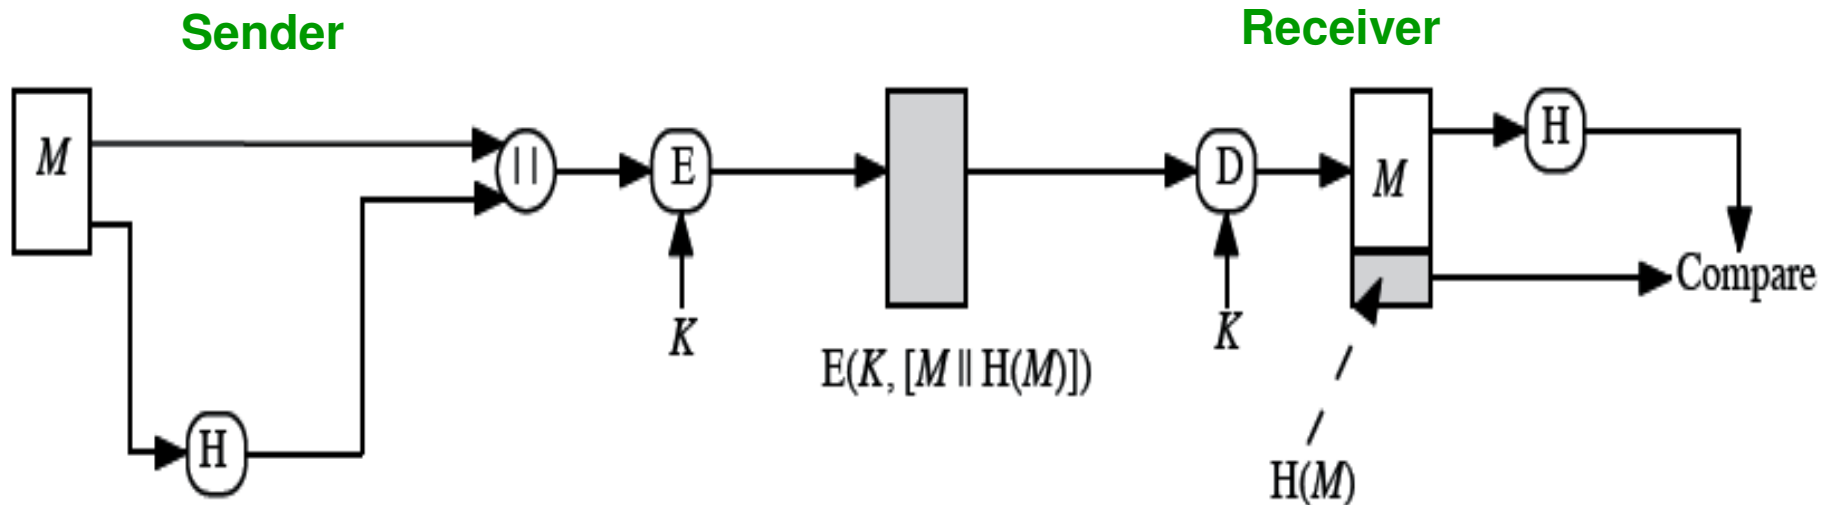 Sender
Receiver
M
||
E
D
M
H
K
K
Compare
E(K, [M || H(M)])
H
H(M)